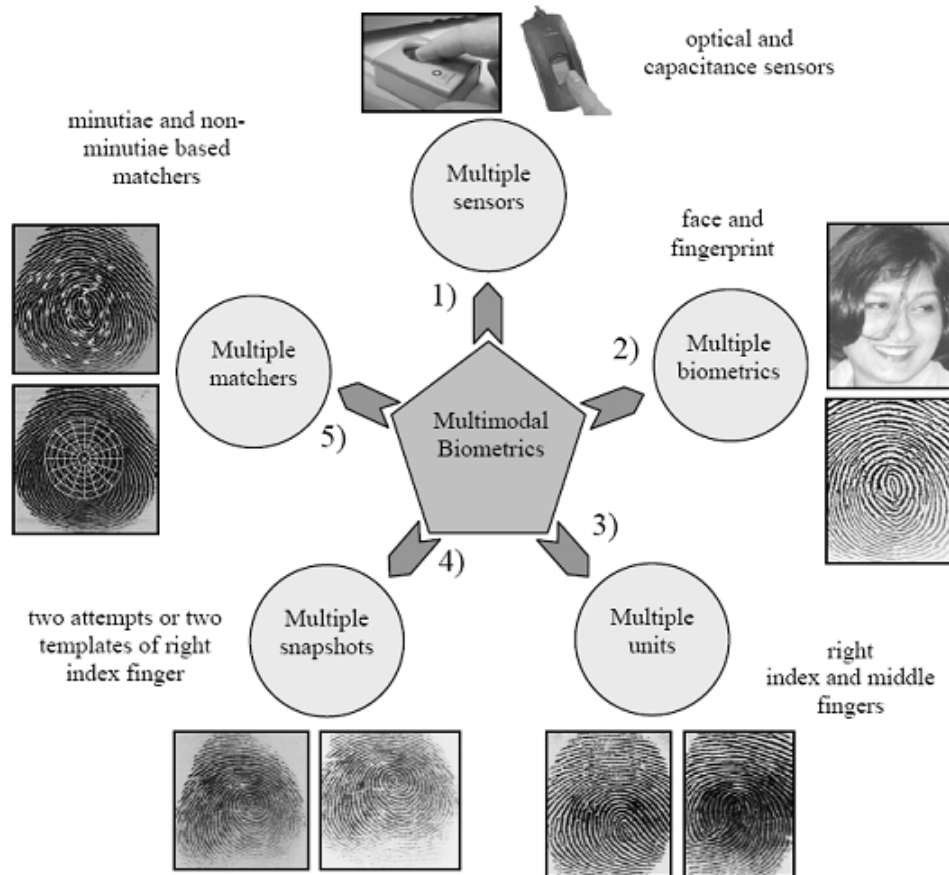 optical and
capacitance sensors
minutiae and non-
minutiae based
matchers
Multiple
sensors
face and
fingerprint
1)
2)
Multiple
biometrics
Multiple
matchers
5)
Multimodal
Biometrics
3)
4)
two attempts or two
templates of right
index finger
Multiple
snapshots
Multiple
units
right
index and middle
fingers